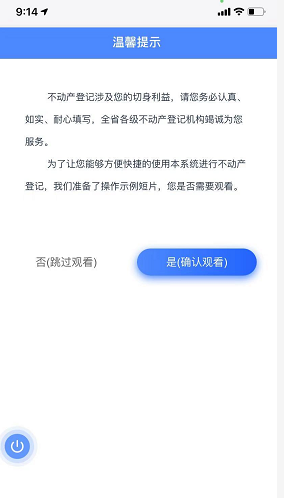 9:14
温馨提示
不动产登记涉及您的切身利益，请您务必认真、
如实、耐心填写，全省各级不动产登记机构竭诚为您
服务。
为了让您能够方便快捷的使用本系统进行不动产
登记，我们准备了操作示例短片，您是否需要观看。
否(跳过观看)
是(确认观看)